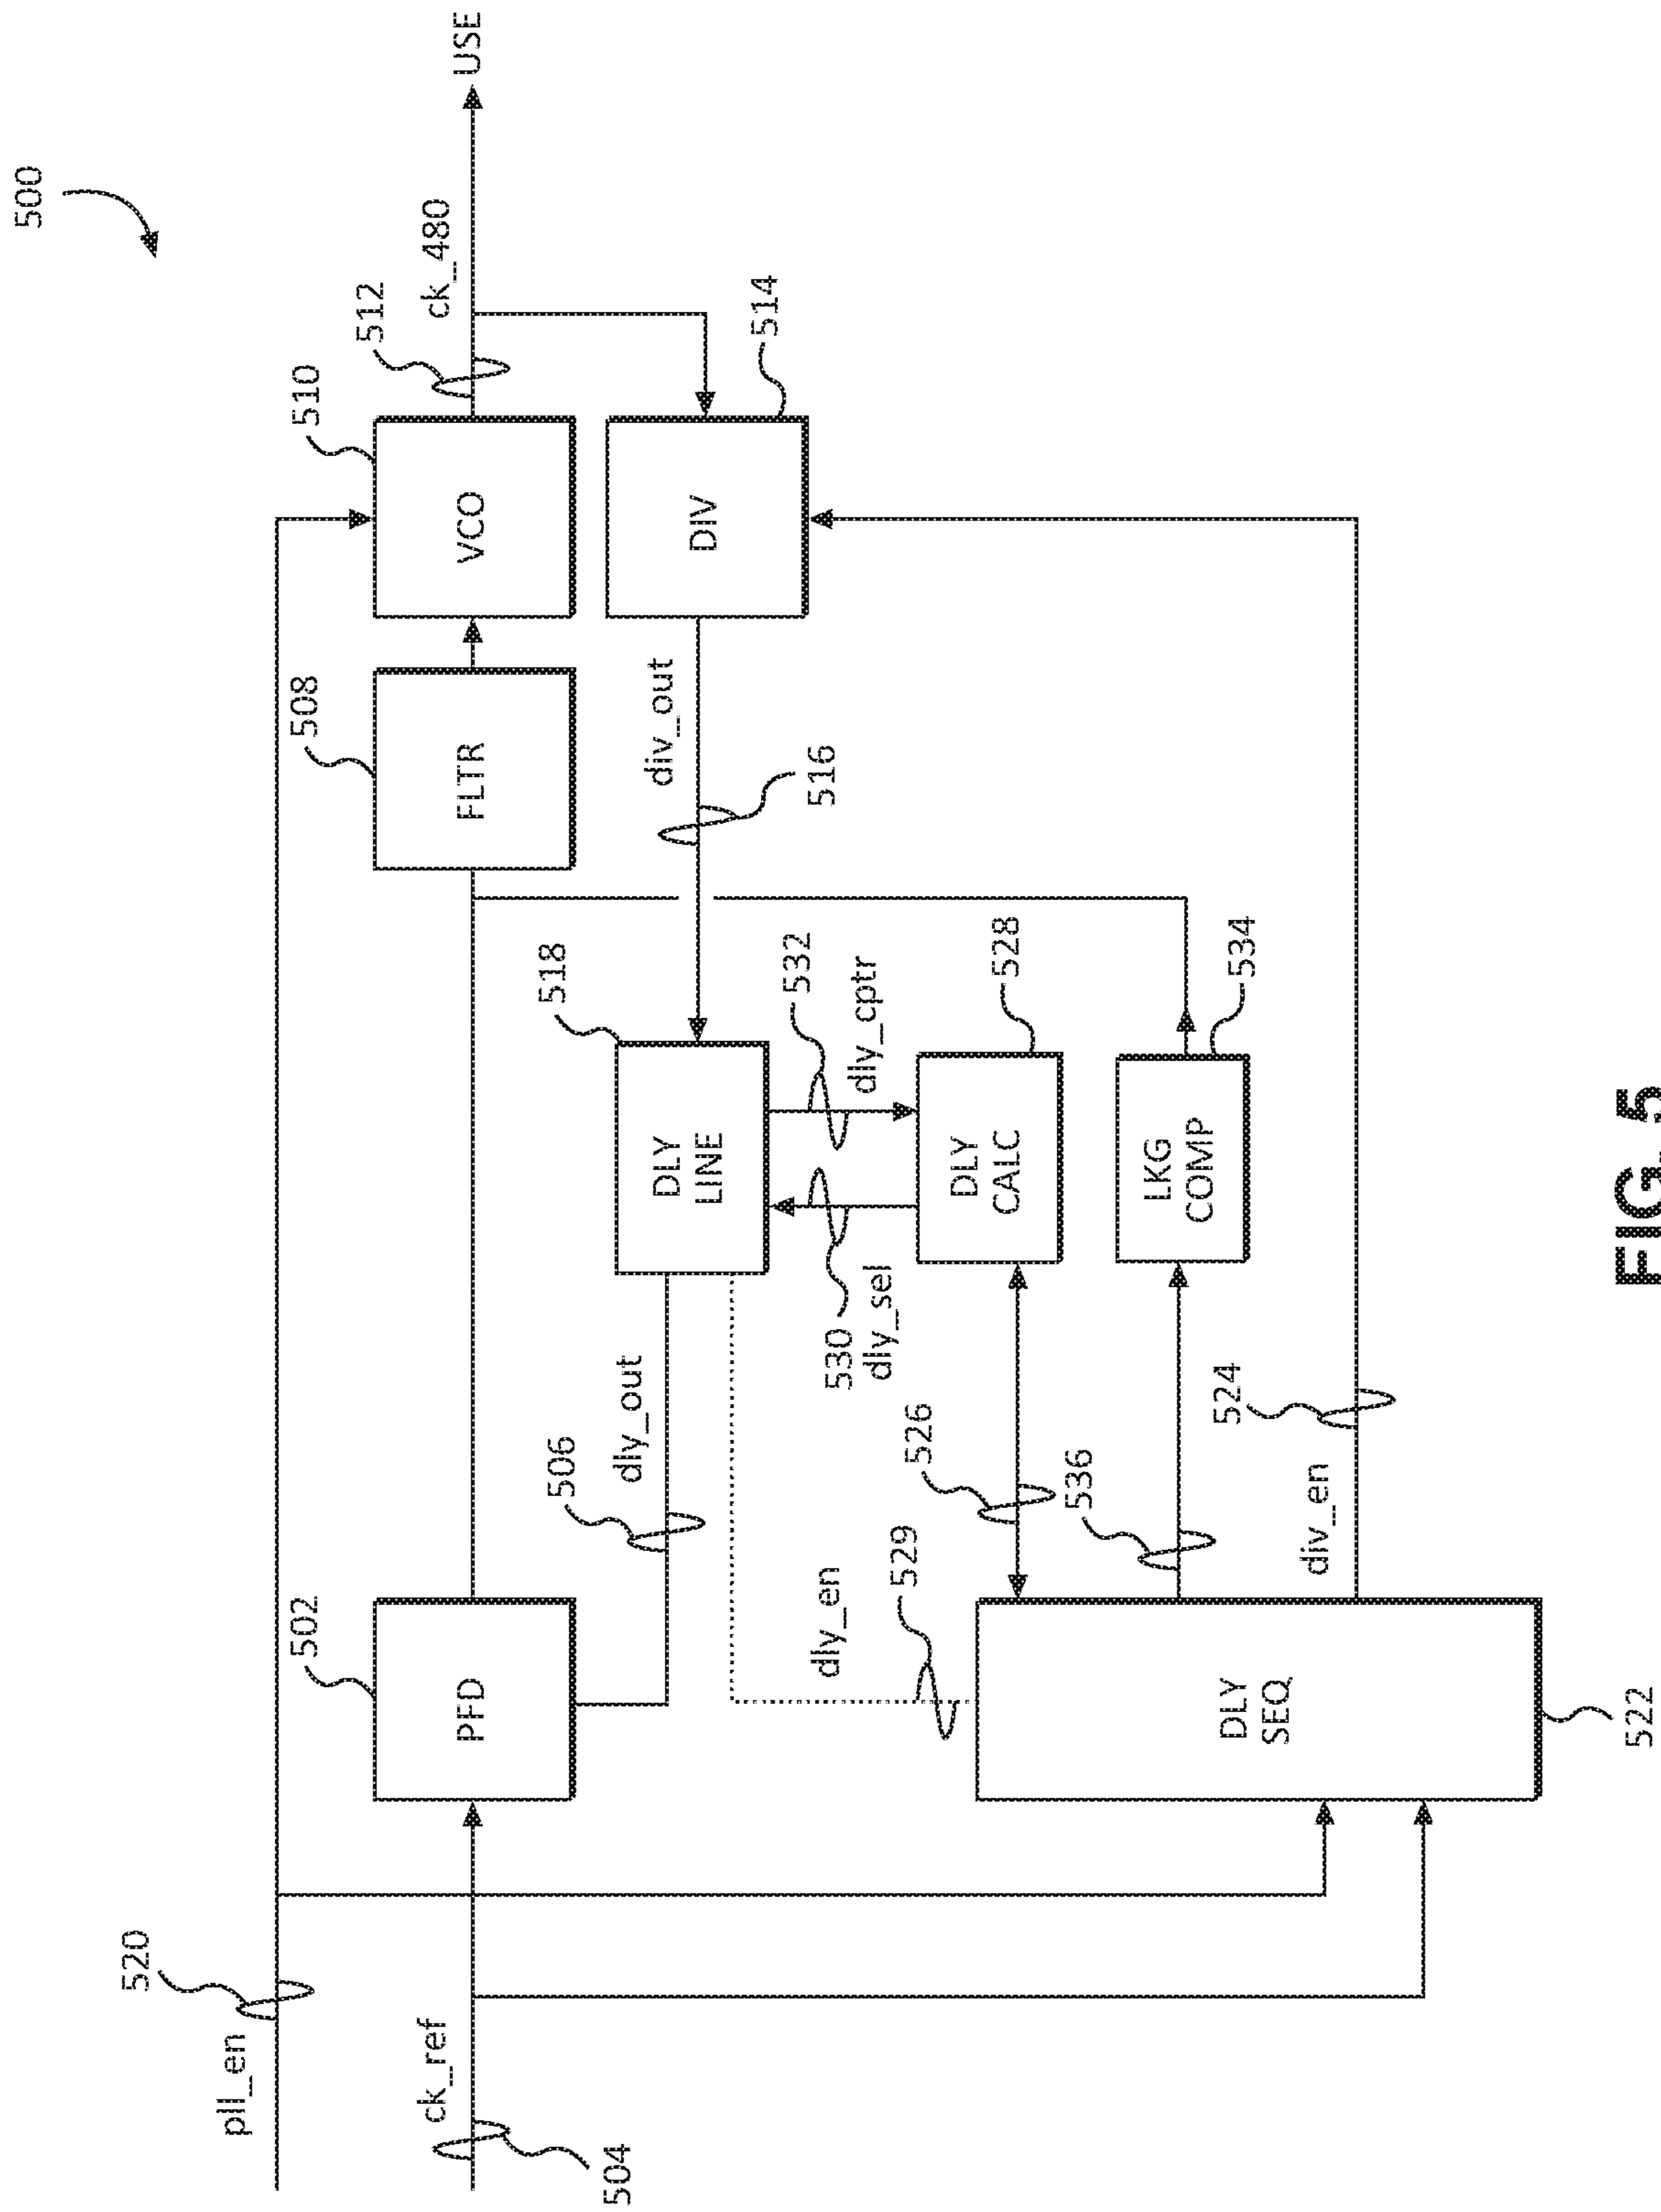 500
pll_en
520
ck_ref
504
502
PFD
508
FLTR
510
VCO
512
ck_480
USE
514
DIV
div_out
516
518
DLY
LINE
506
dly_out
532
dly_cptr
530
dly_sel
528
DLY
CALC
526
dly_en
529
534
LKG
COMP
536
524
div_en
DLY
SEQ
522
FIG. 5